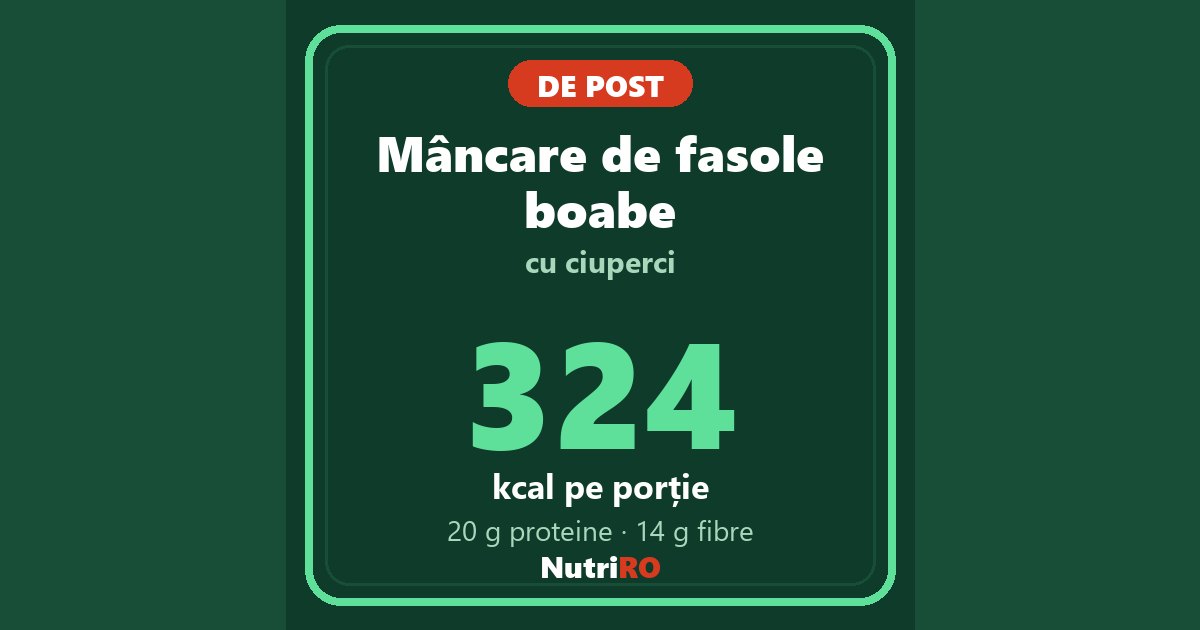 DE POST
Mâncare de fasole
boabe
cu ciuperci
324
kcal pe porție
20 g proteine · 14 g fibre
NutriRO